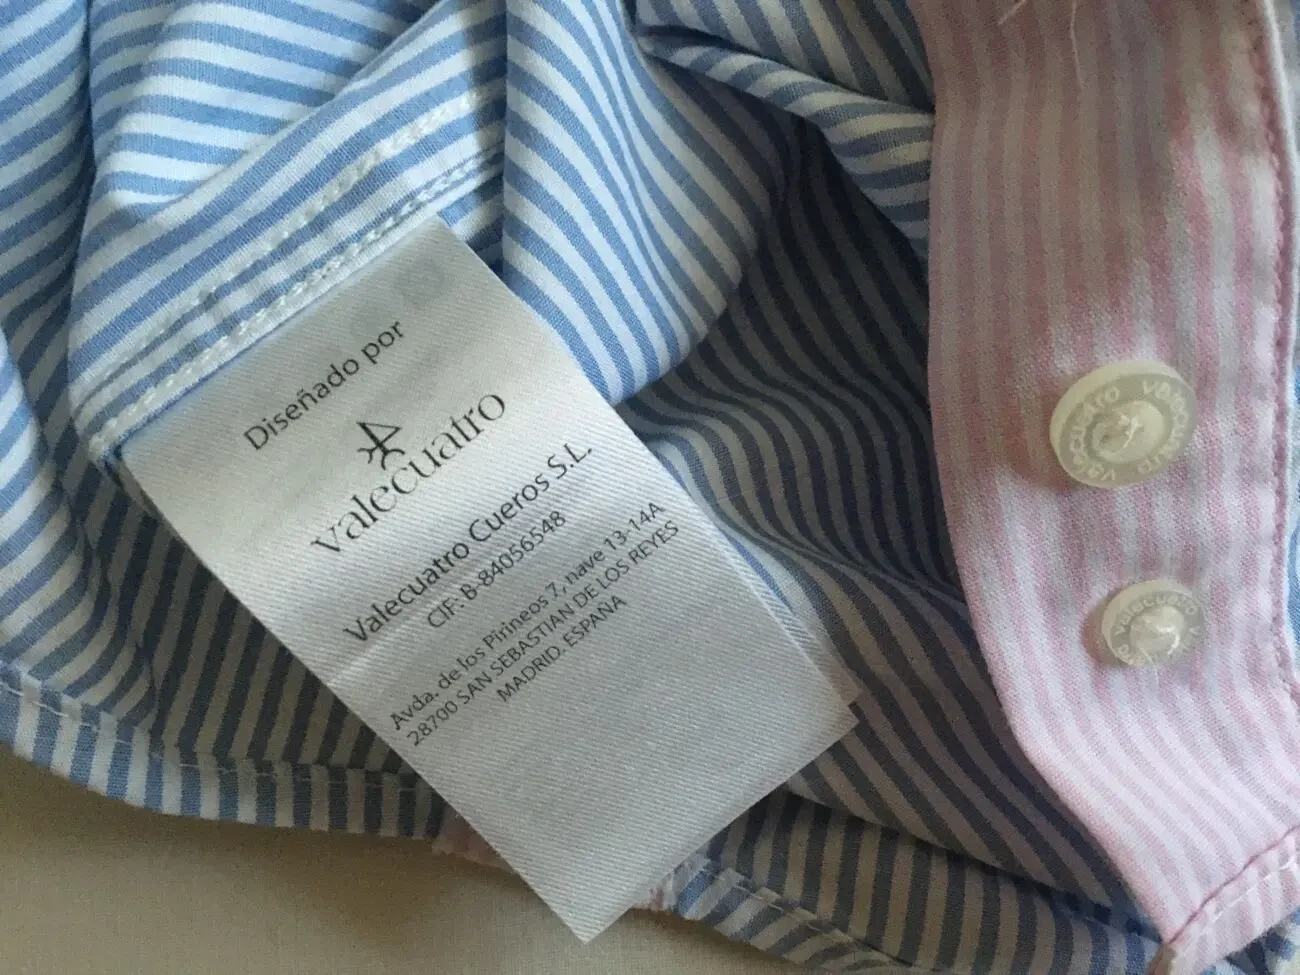 Diseñado por
valecuatro
Valecuatro Cueros S.L.
CIF: B-84056548
Avda. de los Pirineos 7, nave 13-14A
28700 SAN SEBASTIAN DE LOS REYES
MADRID. ESPAÑA
valecuatro valecuatro
valecuatro